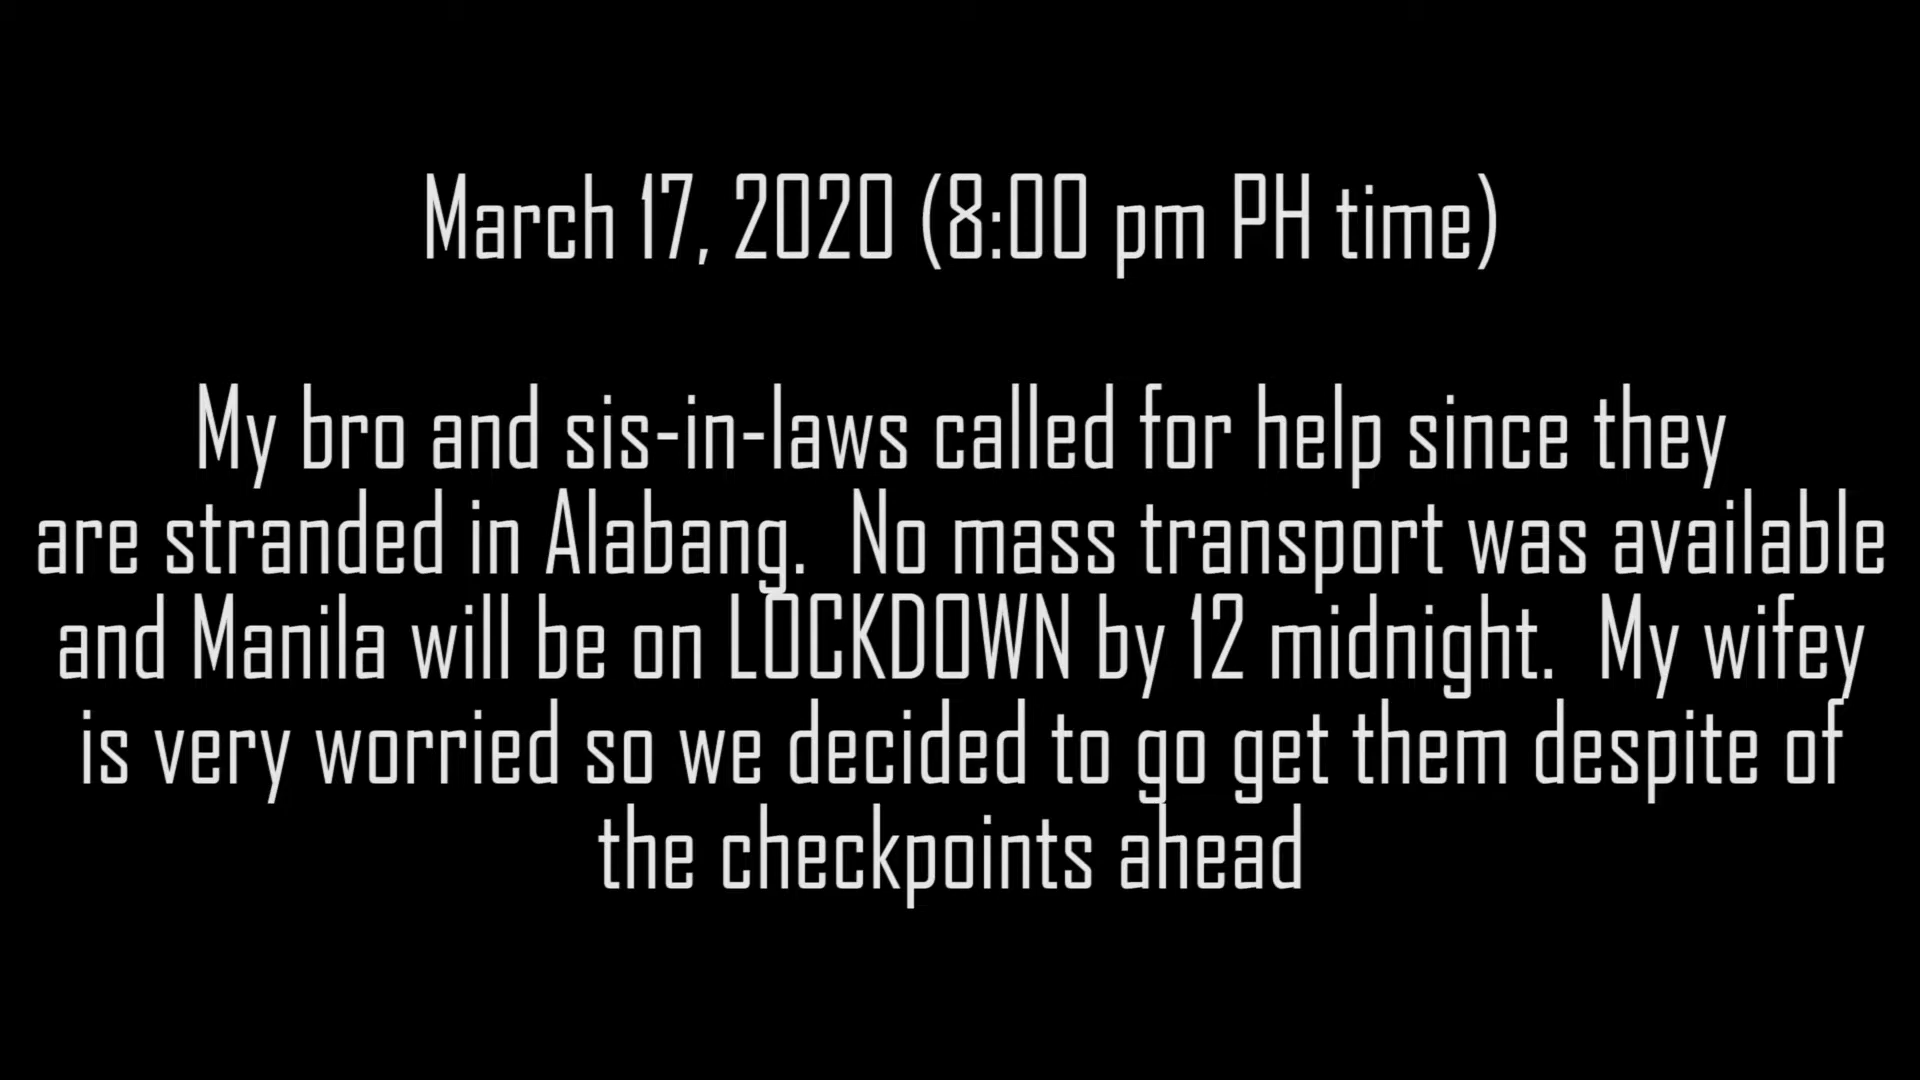 March 17, 2020 (8:00 pm PH time)
My bro and sis-in-laws called for help since they
are stranded in Alabang. No mass transport was available
and Manila will be on LOCKDOWN by 12 midnight. My wifey
is very worried so we decided to go get them despite of
the checkpoints ahead